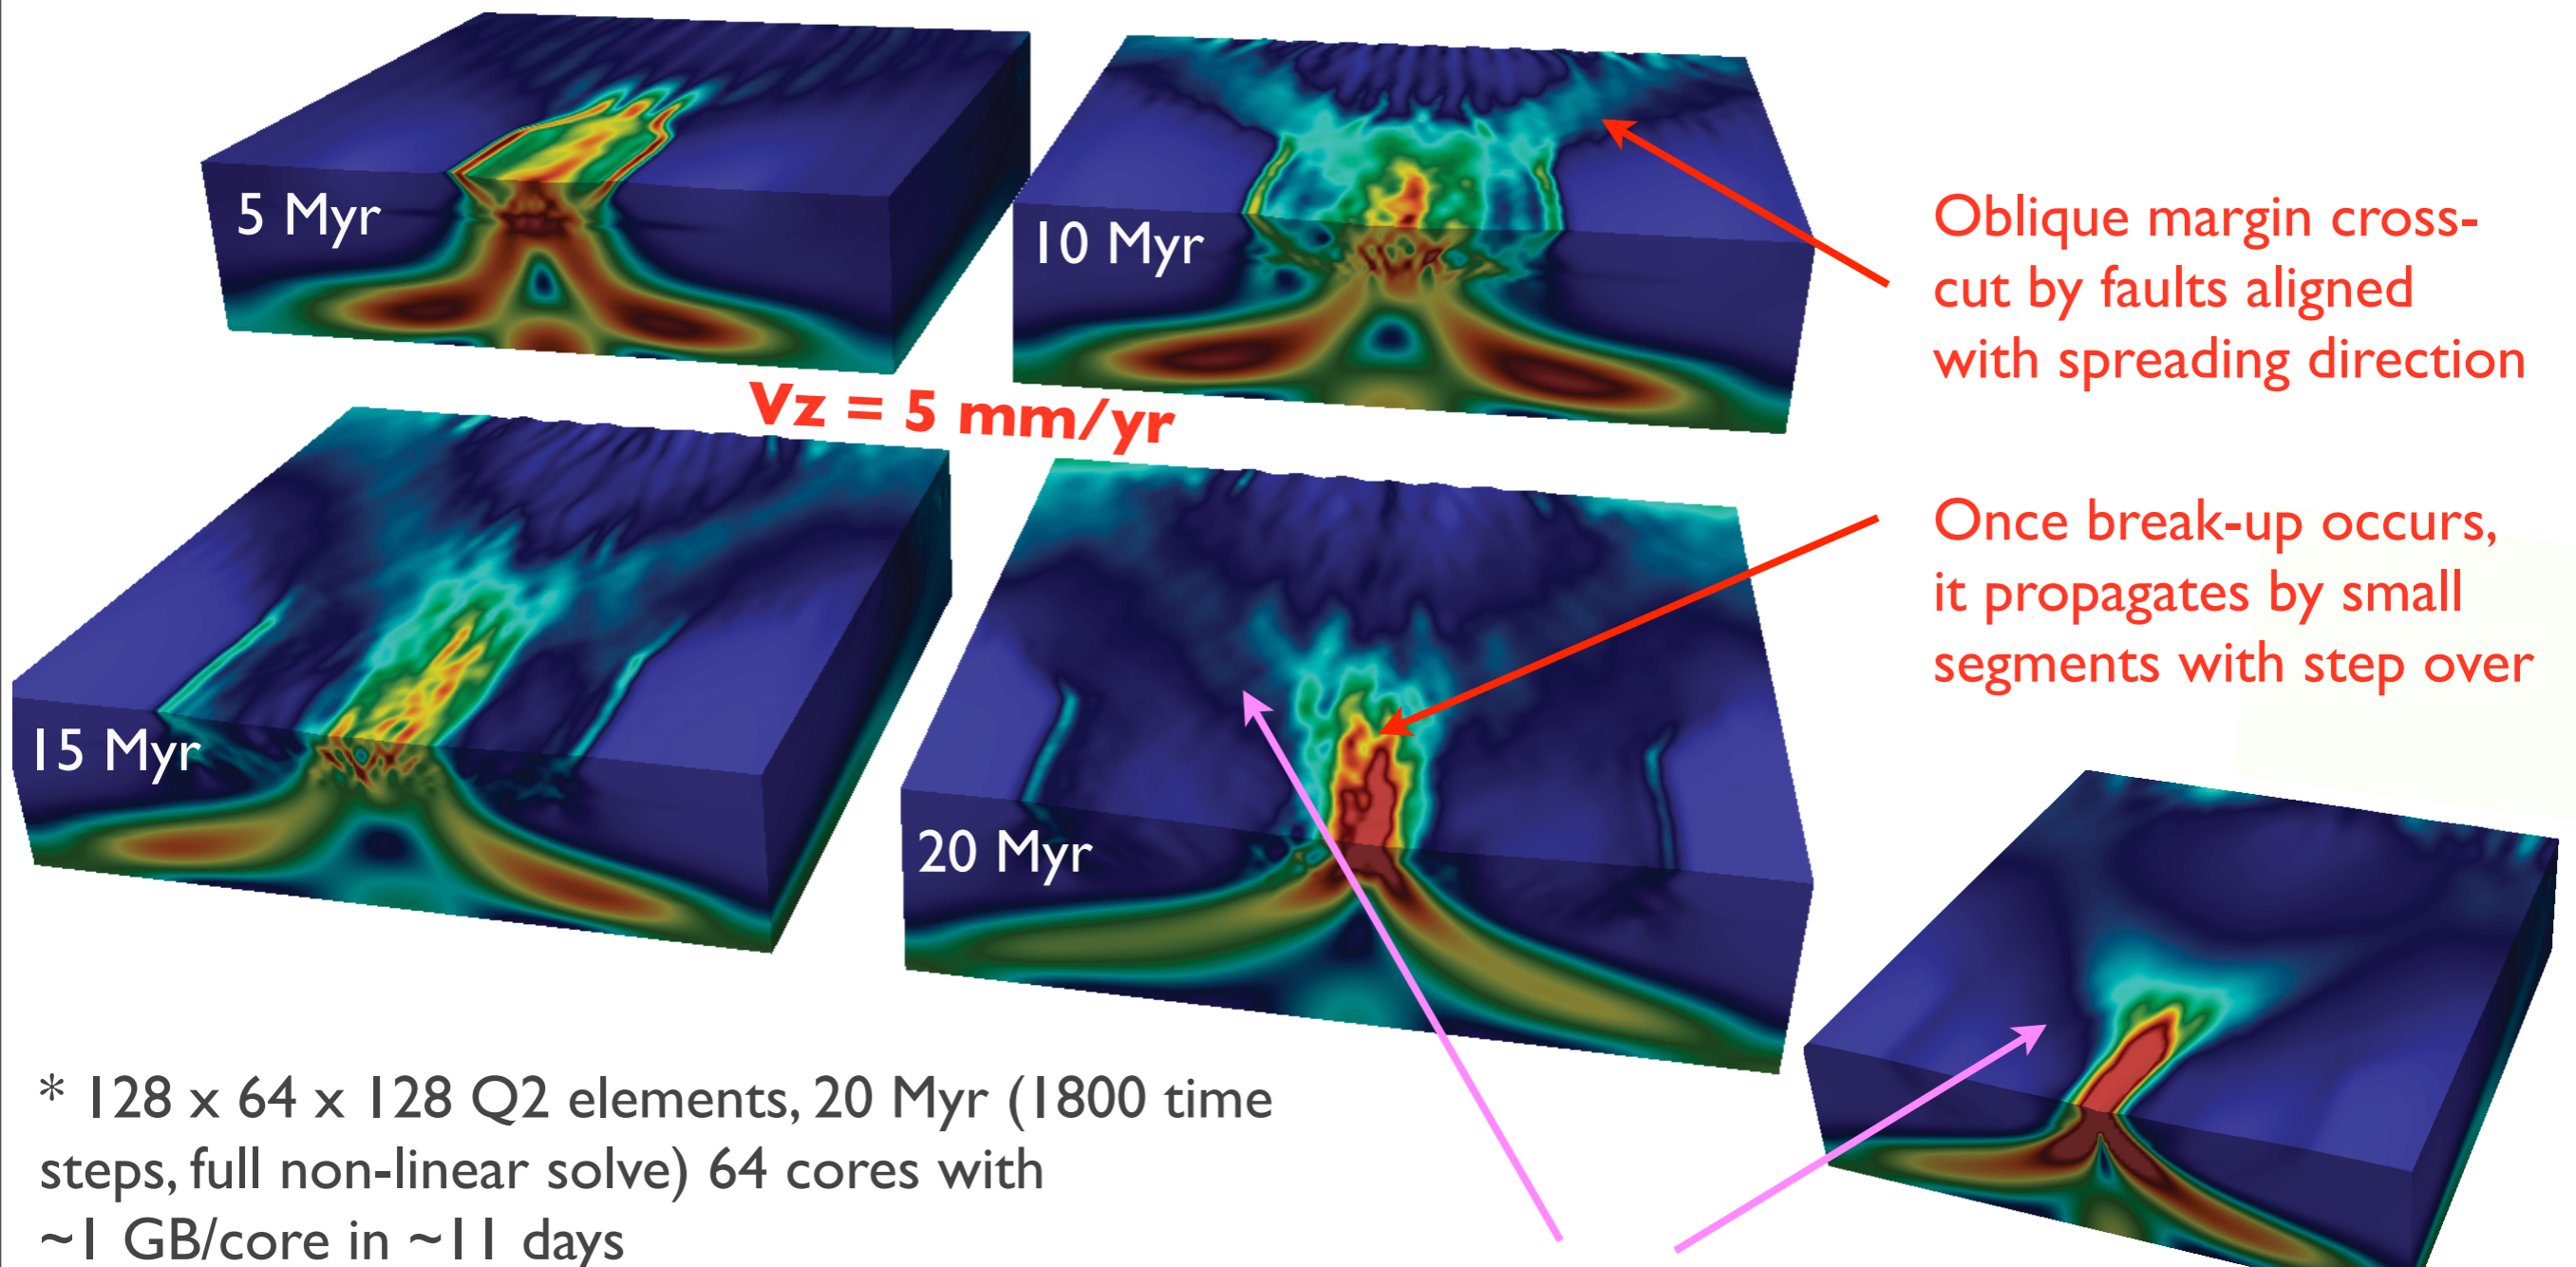 5 Myr
10 Myr
Oblique margin cross-
cut by faults aligned
with spreading direction
Vz = 5 mm/yr
Once break-up occurs,
it propagates by small
segments with step over
15 Myr
20 Myr
* 128 x 64 x 128 Q2 elements, 20 Myr (1800 time
steps, full non-linear solve) 64 cores with
~1 GB/core in ~11 days